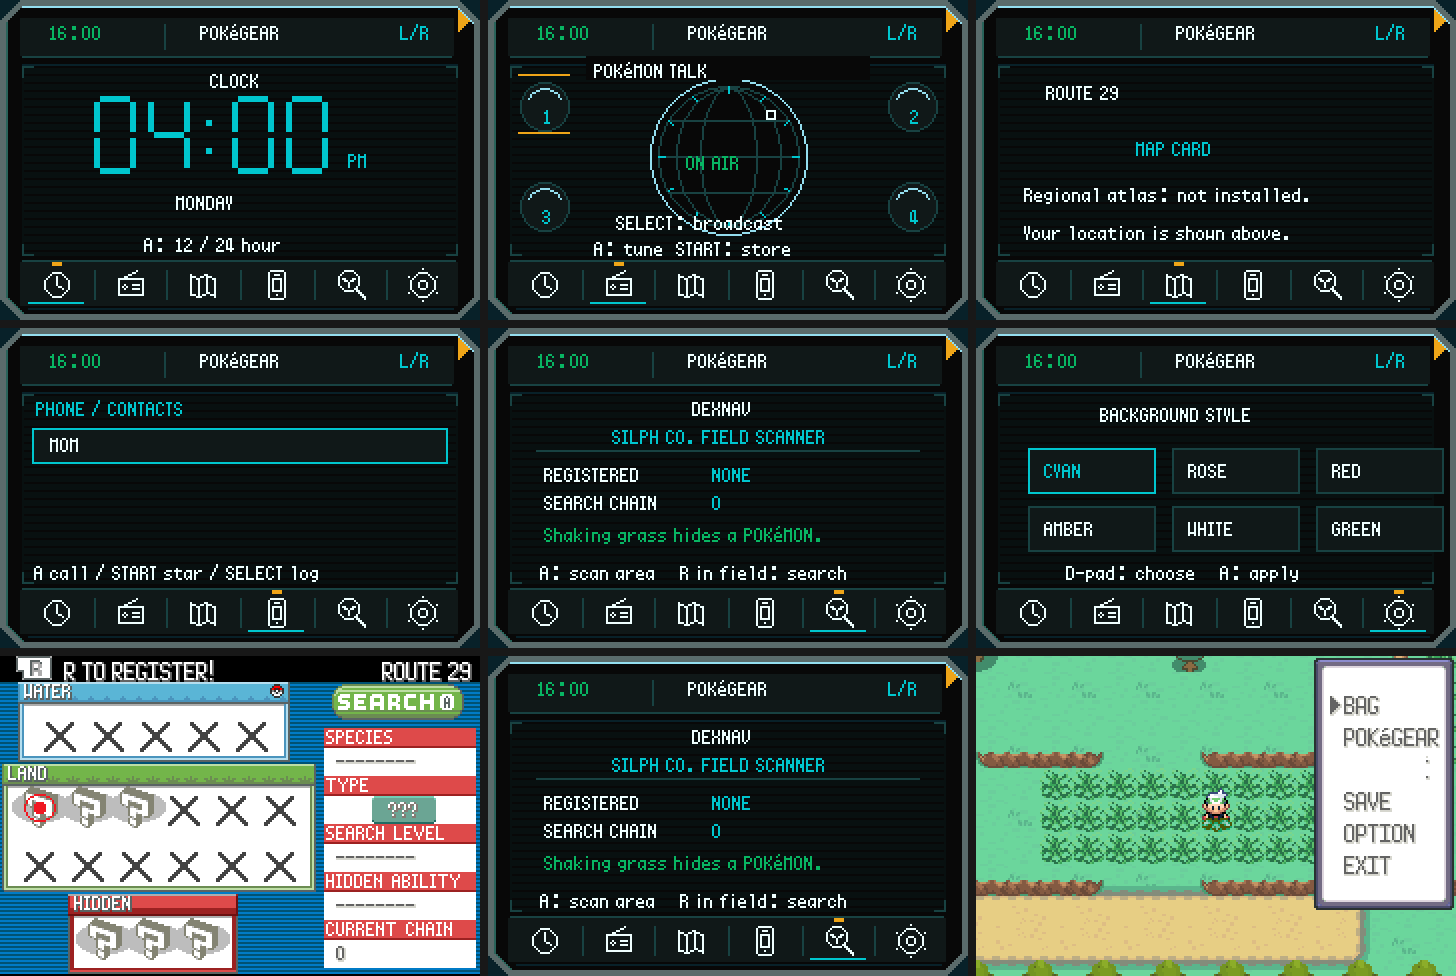 16:00 POKéGEAR L/R
CLOCK
04:00 PM
MONDAY
A: 12 / 24 hour
16:00 POKéGEAR L/R
POKéMON TALK
1 2
ON AIR
3 4
SELECT: broadcast
A: tune START: store
16:00 POKéGEAR L/R
ROUTE 29
MAP CARD
Regional atlas: not installed.
Your location is shown above.
16:00 POKéGEAR L/R
PHONE / CONTACTS
MOM
A call / START star / SELECT log
16:00 POKéGEAR L/R
DEXNAV
SILPH CO. FIELD SCANNER
REGISTERED NONE
SEARCH CHAIN 0
Shaking grass hides a POKéMON.
A: scan area R in field: search
16:00 POKéGEAR L/R
BACKGROUND STYLE
CYAN ROSE RED
AMBER WHITE GREEN
D-pad: choose A: apply
R R TO REGISTER! ROUTE 29
WATER
SEARCH A
LAND
HIDDEN
SPECIES
--------
TYPE
???
SEARCH LEVEL
--------
HIDDEN ABILITY
--------
CURRENT CHAIN
0
16:00 POKéGEAR L/R
DEXNAV
SILPH CO. FIELD SCANNER
REGISTERED NONE
SEARCH CHAIN 0
Shaking grass hides a POKéMON.
A: scan area R in field: search
BAG
POKéGEAR
:
SAVE
OPTION
EXIT